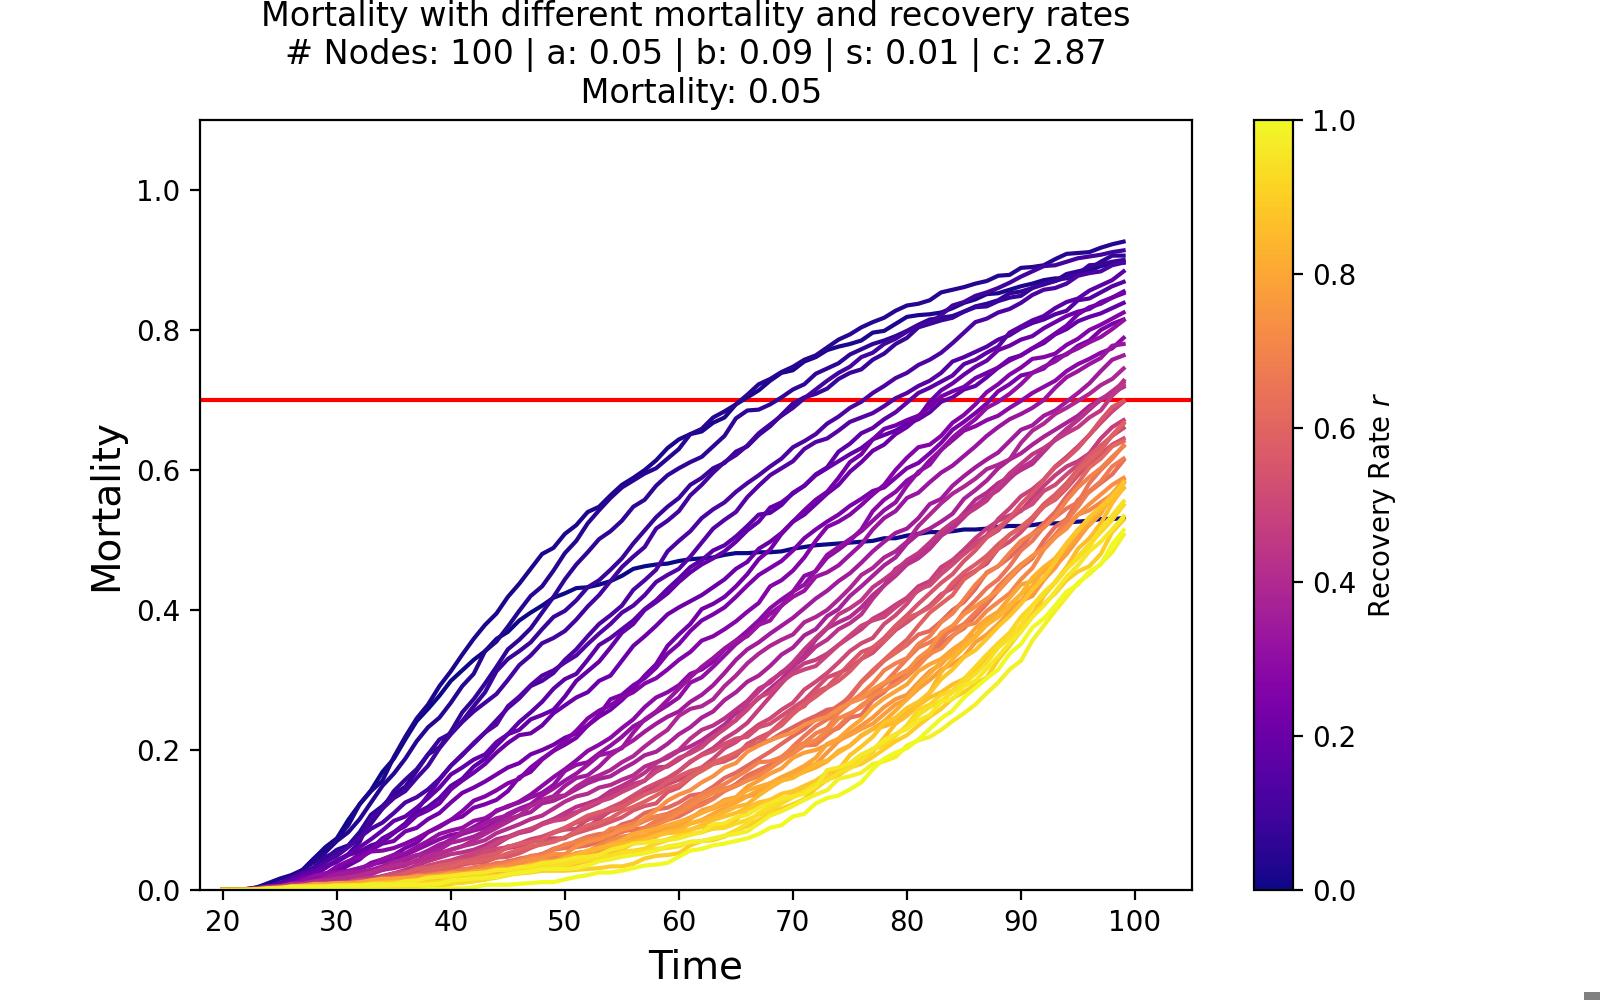 Mortality with different mortality and recovery rates
# Nodes: 100 | a: 0.05 | b: 0.09 | s: 0.01 | c: 2.87
Mortality: 0.05
Mortality
1.0
0.8
0.6
0.4
0.2
0.0
20 30 40 50 60 70 80 90 100
Time
1.0
0.8
0.6
0.4
0.2
0.0
Recovery Rate r